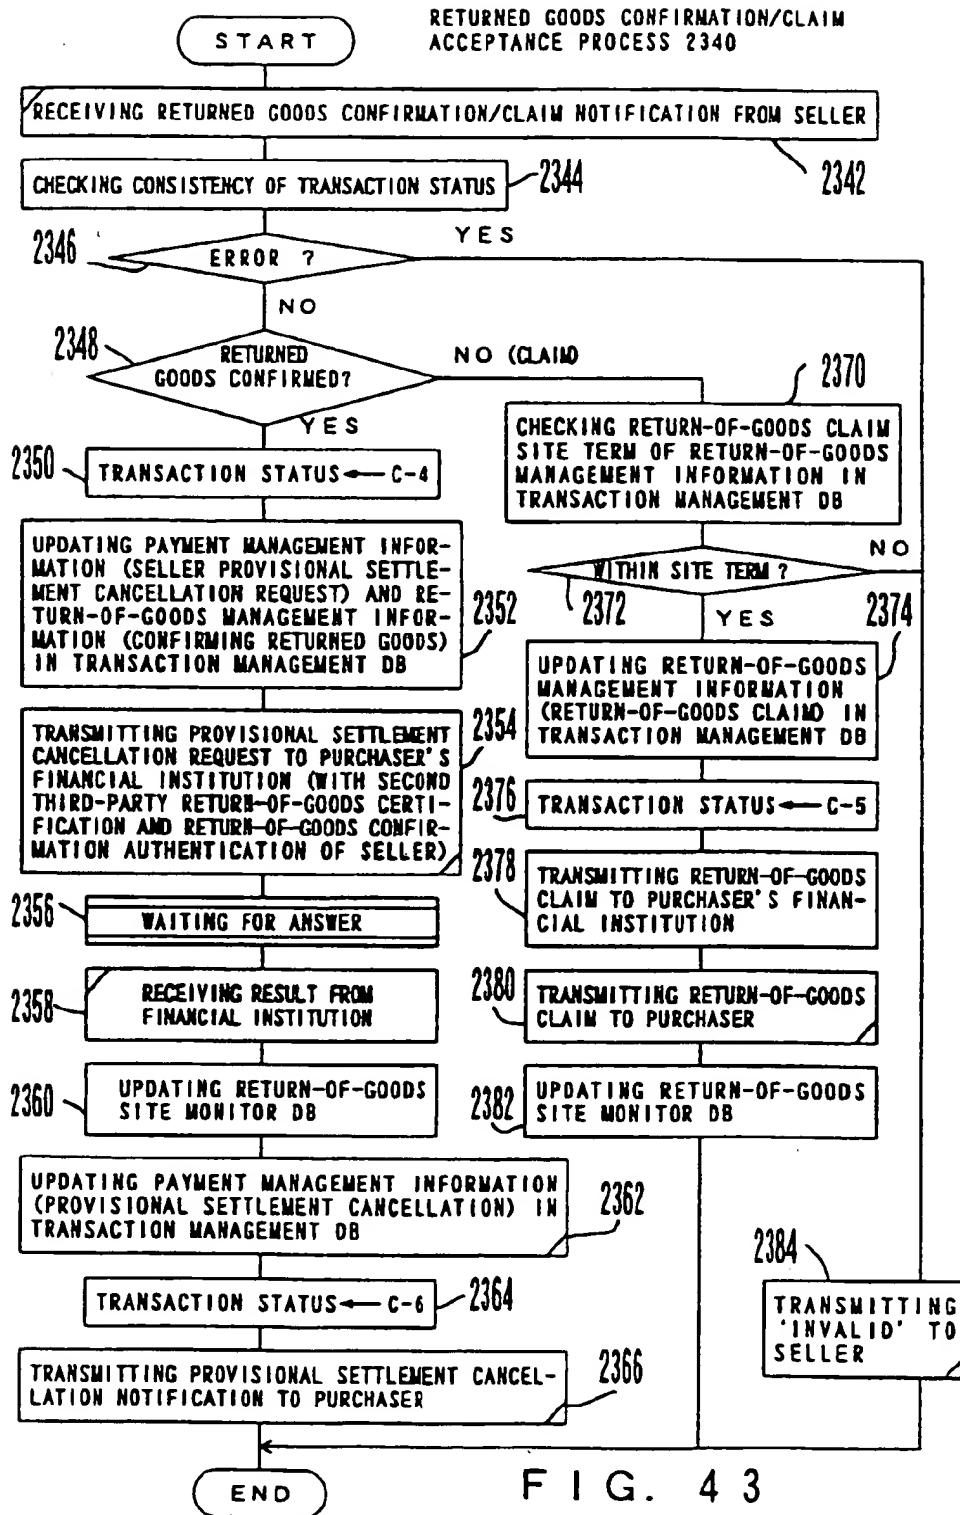 RETURNED GOODS CONFIRMATION/CLAIM
ACCEPTANCE PROCESS 2340
START
RECEIVING RETURNED GOODS CONFIRMATION/CLAIM NOTIFICATION FROM SELLER
2342
CHECKING CONSISTENCY OF TRANSACTION STATUS
2344
2346
ERROR ?
YES
NO
2348
RETURNED
GOODS CONFIRMED?
NO (CLAIM)
YES
2350
TRANSACTION STATUS ← C-4
UPDATING PAYMENT MANAGEMENT INFOR-
MATION (SELLER PROVISIONAL SETTLE-
MENT CANCELLATION REQUEST) AND RE-
TURN-OF-GOODS MANAGEMENT INFOR-
MATION (CONFIRMING RETURNED GOODS)
IN TRANSACTION MANAGEMENT DB
2352
TRANSMITTING PROVISIONAL SETTLEMENT
CANCELLATION REQUEST TO PURCHASER'S
FINANCIAL INSTITUTION (WITH SECOND
THIRD-PARTY RETURN-OF-GOODS CERTI-
FICATION AND RETURN-OF-GOODS CONFIR-
MATION AUTHENTICATION OF SELLER)
2354
2356
WAITING FOR ANSWER
2358
RECEIVING RESULT FROM
FINANCIAL INSTITUTION
2360
UPDATING RETURN-OF-GOODS
SITE MONITOR DB
UPDATING PAYMENT MANAGEMENT INFORMATION
(PROVISIONAL SETTLEMENT CANCELLATION) IN
TRANSACTION MANAGEMENT DB
2362
TRANSACTION STATUS ← C-6
2364
TRANSMITTING PROVISIONAL SETTLEMENT CANCEL-
LATION NOTIFICATION TO PURCHASER
2366
END
2370
CHECKING RETURN-OF-GOODS CLAIM
SITE TERM OF RETURN-OF-GOODS
MANAGEMENT INFORMATION IN
TRANSACTION MANAGEMENT DB
WITHIN SITE TERM ?
NO
2372
YES
2374
UPDATING RETURN-OF-GOODS
MANAGEMENT INFORMATION
(RETURN-OF-GOODS CLAIM) IN
TRANSACTION MANAGEMENT DB
2376
TRANSACTION STATUS ← C-5
2378
TRANSMITTING RETURN-OF-GOODS
CLAIM TO PURCHASER'S FINAN-
CIAL INSTITUTION
2380
TRANSMITTING RETURN-OF-GOODS
CLAIM TO PURCHASER
2382
UPDATING RETURN-OF-GOODS
SITE MONITOR DB
2384
TRANSMITTING
'INVALID' TO
SELLER
FIG. 43